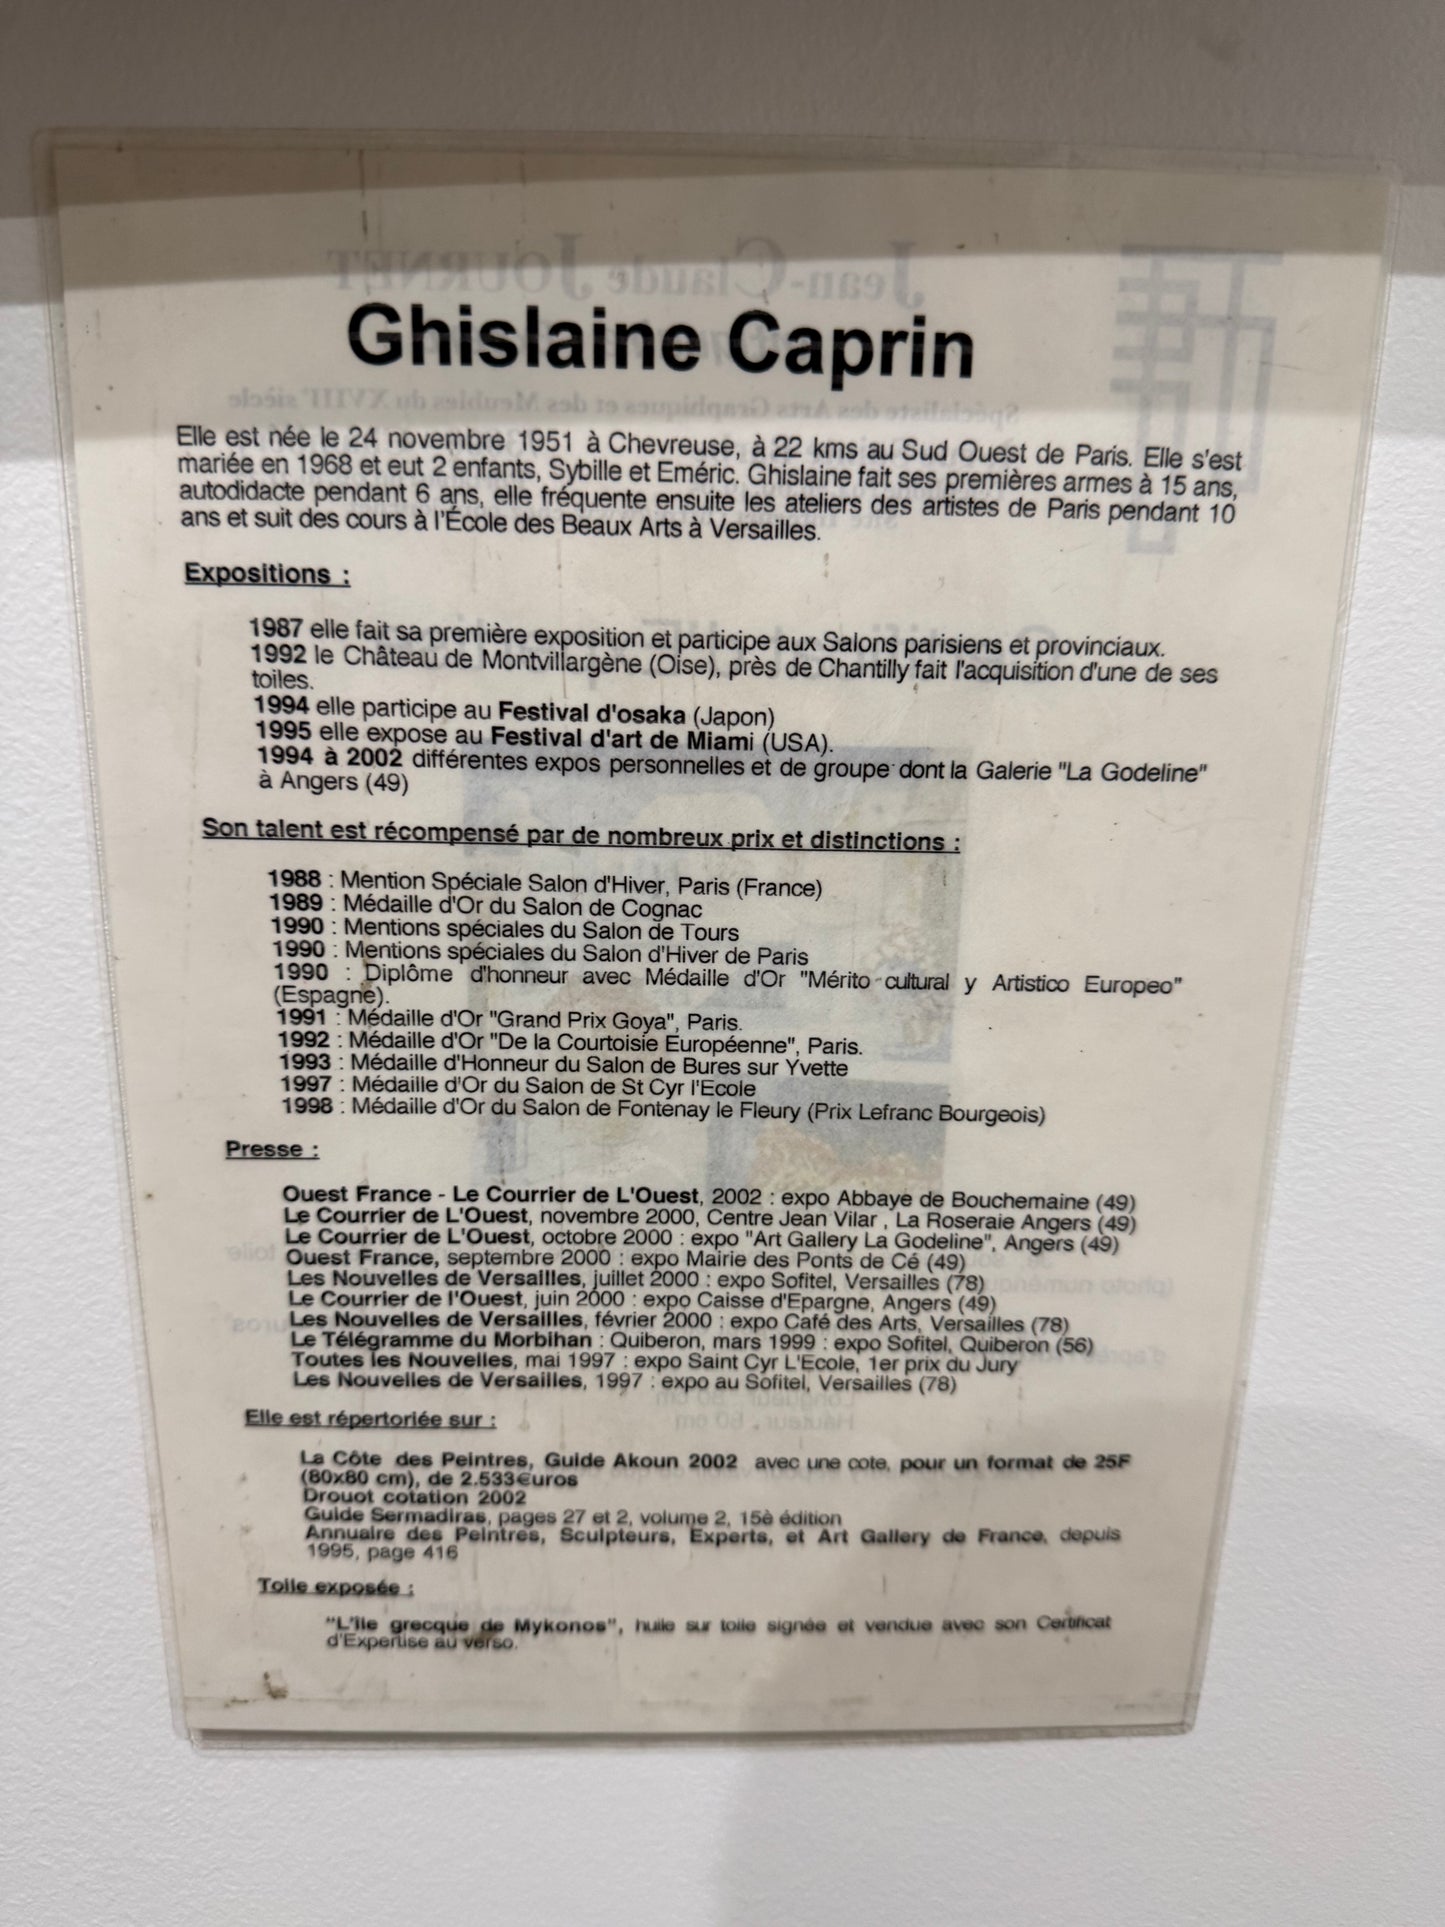 Jean-Claude JOURNET
Ghislaine Caprin
Spécialiste des Arts Graphiques et des Meubles du XVIIIe siècle
Elle est née le 24 novembre 1951 à Chevreuse, à 22 kms au Sud Ouest de Paris. Elle s'est
mariée en 1968 et eut 2 enfants, Sybille et Eméric. Ghislaine fait ses premières armes à 15 ans,
autodidacte pendant 6 ans, elle fréquente ensuite les ateliers des artistes de Paris pendant 10
ans et suit des cours à l'École des Beaux Arts à Versailles.
Expositions :
1987 elle fait sa première exposition et participe aux Salons parisiens et provinciaux.
1992 le Château de Montvillargène (Oise), près de Chantilly fait l'acquisition d'une de ses
toiles.
1994 elle participe au Festival d'osaka (Japon)
1995 elle expose au Festival d'art de Miami (USA).
1994 à 2002 différentes expos personnelles et de groupe dont la Galerie "La Godeline"
à Angers (49)
Son talent est récompensé par de nombreux prix et distinctions :
1988 : Mention Spéciale Salon d'Hiver, Paris (France)
1989 : Médaille d'Or du Salon de Cognac
1990 : Mentions spéciales du Salon de Tours
1990 : Mentions spéciales du Salon d'Hiver de Paris
1990 : Diplôme d'honneur avec Médaille d'Or "Mérito cultural y Artistico Europeo"
(Espagne).
1991 : Médaille d'Or "Grand Prix Goya", Paris.
1992 : Médaille d'Or "De la Courtoisie Européenne", Paris.
1993 : Médaille d'Honneur du Salon de Bures sur Yvette
1997 : Médaille d'Or du Salon de St Cyr l'Ecole
1998 : Médaille d'Or du Salon de Fontenay le Fleury (Prix Lefranc Bourgeois)
Presse :
Ouest France - Le Courrier de L'Ouest, 2002 : expo Abbaye de Bouchemaine (49)
Le Courrier de L'Ouest, novembre 2000, Centre Jean Vilar , La Roseraie Angers (49)
Le Courrier de L'Ouest, octobre 2000 : expo "Art Gallery La Godeline", Angers (49)
Ouest France, septembre 2000 : expo Mairie des Ponts de Cé (49)
Les Nouvelles de Versailles, juillet 2000 : expo Sofitel, Versailles (78)
Le Courrier de l'Ouest, juin 2000 : expo Caisse d'Epargne, Angers (49)
Les Nouvelles de Versailles, février 2000 : expo Café des Arts, Versailles (78)
Le Télégramme du Morbihan : Quiberon, mars 1999 : expo Sofitel, Quiberon (56)
Toutes les Nouvelles, mai 1997 : expo Saint Cyr L'Ecole, 1er prix du Jury
Les Nouvelles de Versailles, 1997 : expo au Sofitel, Versailles (78)
Elle est répertoriée sur :
La Côte des Peintres, Guide Akoun 2002 avec une cote, pour un format de 25F
(80x80 cm), de 2.533€uros
Drouot cotation 2002
Guide Sermadiras, pages 27 et 2, volume 2, 15è édition
Annuaire des Peintres, Sculpteurs, Experts, et Art Gallery de France, depuis
1995, page 416
Toile exposée :
"L'île grecque de Mykonos", huile sur toile signée et vendue avec son Certificat
d'Expertise au verso.